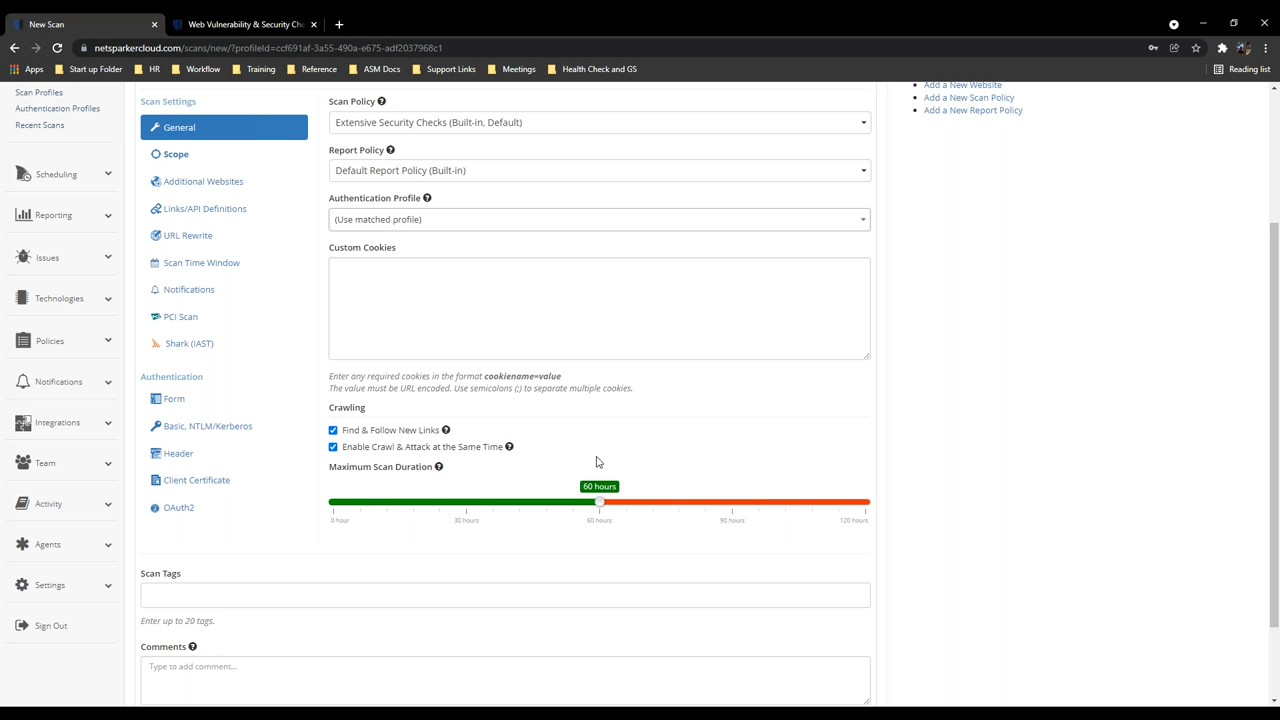 New Scan
Web Vulnerability & Security Che
netsparkercloud.com/scans/new/?profileId=ccf691af-3a55-490a-e675-adf2037968c1
Apps Start up Folder HR Workflow Training Reference ASM Docs Support Links Meetings Health Check and GS Reading list
Scan Profiles
Authentication Profiles
Recent Scans
Scheduling
Reporting
Issues
Technologies
Policies
Notifications
Integrations
Team
Activity
Agents
Settings
Sign Out
Scan Settings
General
Scope
Additional Websites
Links/API Definitions
URL Rewrite
Scan Time Window
Notifications
PCI Scan
Shark (IAST)
Authentication
Form
Basic, NTLM/Kerberos
Header
Client Certificate
OAuth2
Scan Policy
Extensive Security Checks (Built-in, Default)
Report Policy
Default Report Policy (Built-in)
Authentication Profile
(Use matched profile)
Custom Cookies
Enter any required cookies in the format cookiename=value
The value must be URL encoded. Use semicolons (;) to separate multiple cookies.
Crawling
Find & Follow New Links
Enable Crawl & Attack at the Same Time
Maximum Scan Duration
60 hours
0 hour 30 hours 60 hours 90 hours 120 hours
Scan Tags
Enter up to 20 tags.
Comments
Type to add comment...
Add a New Website
Add a New Scan Policy
Add a New Report Policy